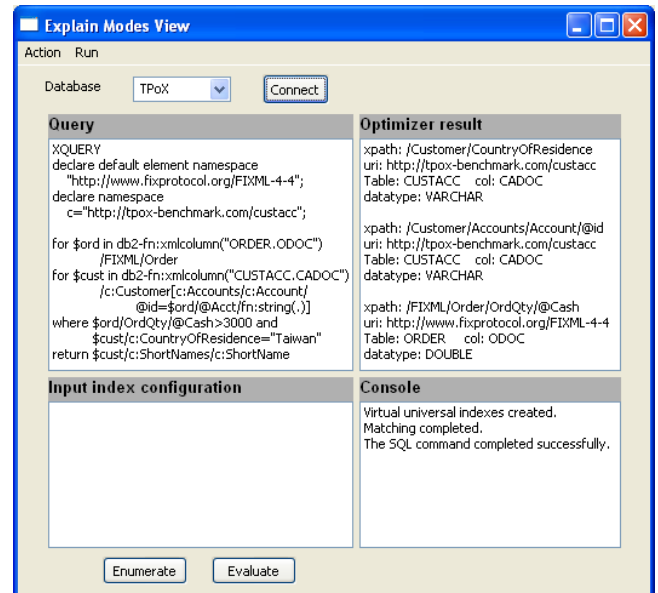 Explain Modes View
Action Run
Database TPoX Connect
Query
XQUERY
declare default element namespace
"http://www.fixprotocol.org/FIXML-4-4";
declare namespace
c="http://tpox-benchmark.com/custacc";
for $ord in db2-fn:xmlcolumn("ORDER.ODOC")
/FIXML/Order
for $cust in db2-fn:xmlcolumn("CUSTACC.CADOC")
/c:Customer[c:Accounts/c:Account/
@id=$ord/@Acct/fn:string(.)]
where $ord/OrdQty/@Cash>3000 and
$cust/c:CountryOfResidence="Taiwan"
return $cust/c:ShortNames/c:ShortName
Optimizer result
xpath: /Customer/CountryOfResidence
uri: http://tpox-benchmark.com/custacc
Table: CUSTACC col: CADOC
datatype: VARCHAR
xpath: /Customer/Accounts/Account/@id
uri: http://tpox-benchmark.com/custacc
Table: CUSTACC col: CADOC
datatype: VARCHAR
xpath: /FIXML/Order/OrdQty/@Cash
uri: http://www.fixprotocol.org/FIXML-4-4
Table: ORDER col: ODOC
datatype: DOUBLE
Input index configuration
Console
Virtual universal indexes created.
Matching completed.
The SQL command completed successfully.
Enumerate Evaluate